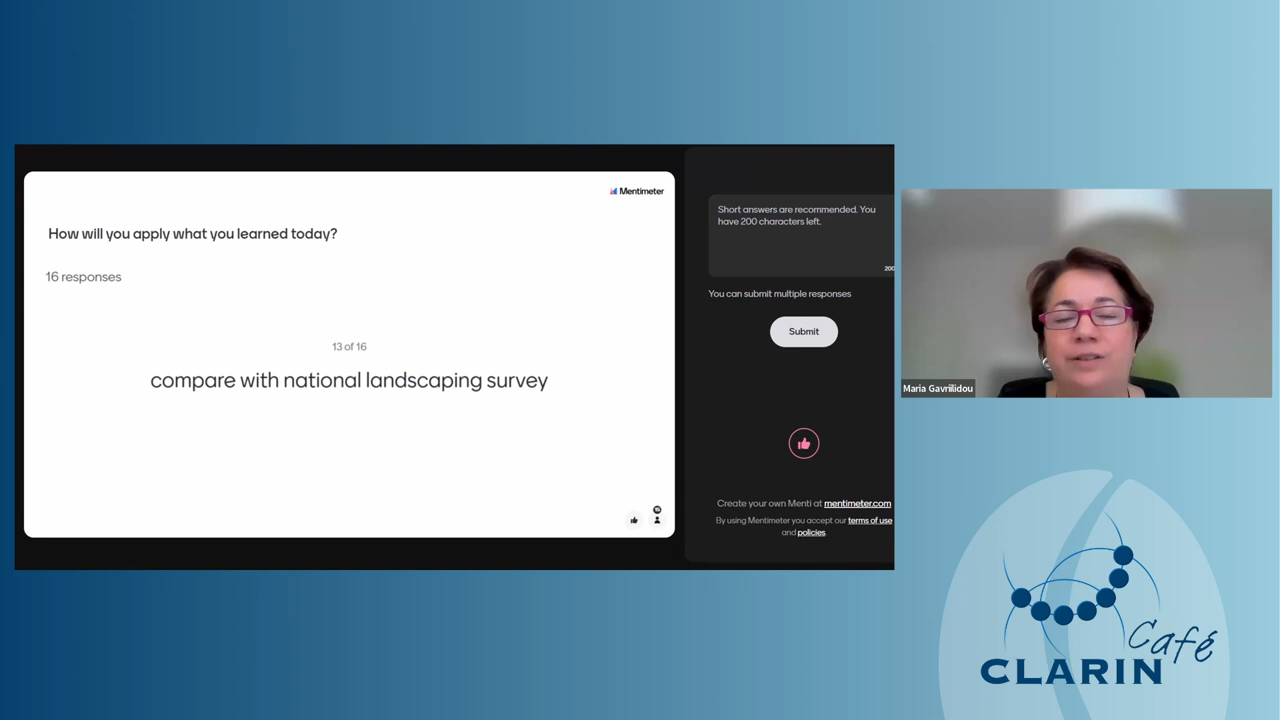 Mentimeter
How will you apply what you learned today?
16 responses
13 of 16
compare with national landscaping survey
Short answers are recommended. You
have 200 characters left.
200
You can submit multiple responses
Submit
Create your own Menti at mentimeter.com
By using Mentimeter you accept our terms of use
and policies.
Maria Gavriilidou
Café
CLARIN